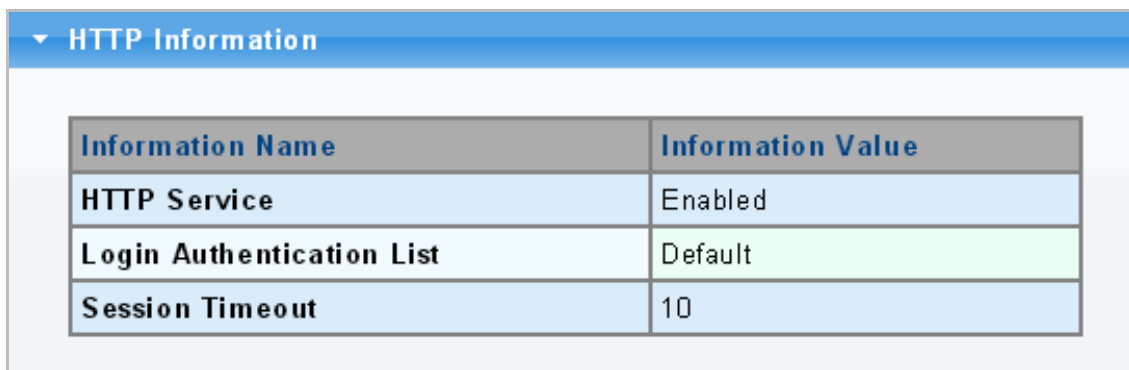 HTTP Information
Information Name Information Value
HTTP Service Enabled
Login Authentication List Default
Session Timeout 10